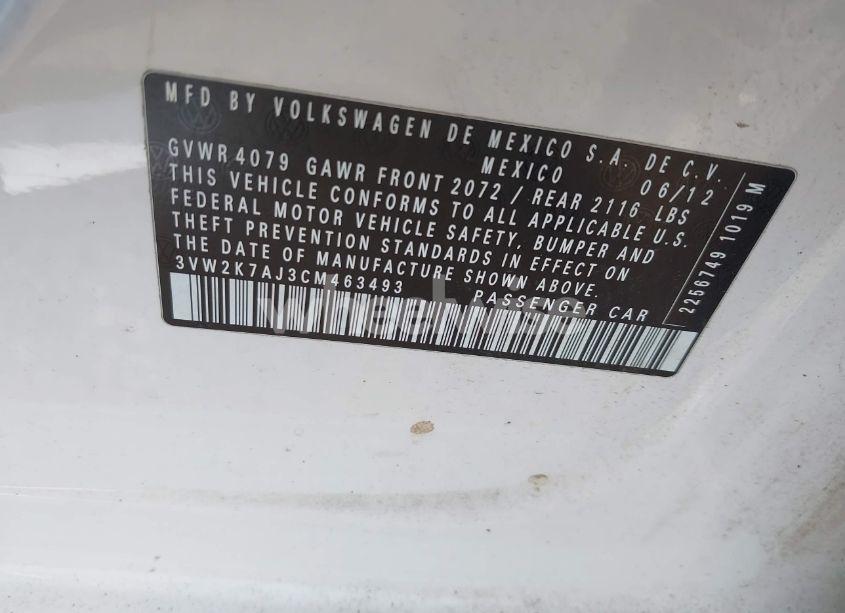 MFD BY VOLKSWAGEN DE MEXICO S.A. DE C.V.
MEXICO 06/12
GVWR 4079 GAWR FRONT 2072 / REAR 2116 LBS
THIS VEHICLE CONFORMS TO ALL APPLICABLE U.S.
FEDERAL MOTOR VEHICLE SAFETY, BUMPER AND
THEFT PREVENTION STANDARDS IN EFFECT ON
THE DATE OF MANUFACTURE SHOWN ABOVE.
3VW2K7AJ3CM463493 PASSENGER CAR
2256749 1019 M
wheelwise